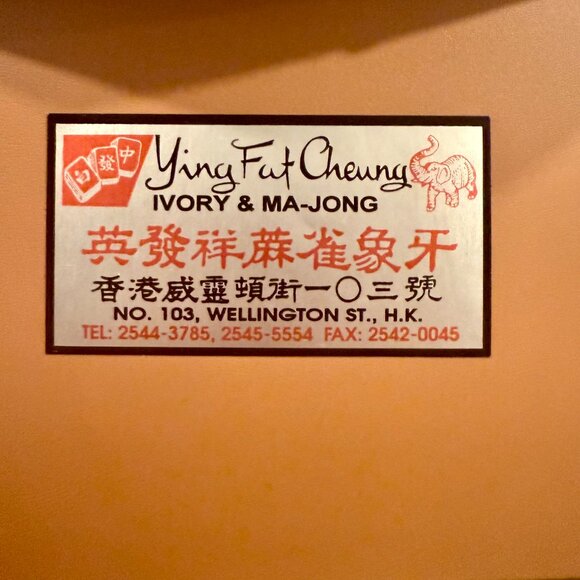 白 發 中
Ying Fat Cheung
IVORY & MA-JONG
英發祥蔴雀象牙
香港威靈頓街一〇三號
NO. 103, WELLINGTON ST., H.K.
TEL: 2544-3785, 2545-5554 FAX: 2542-0045